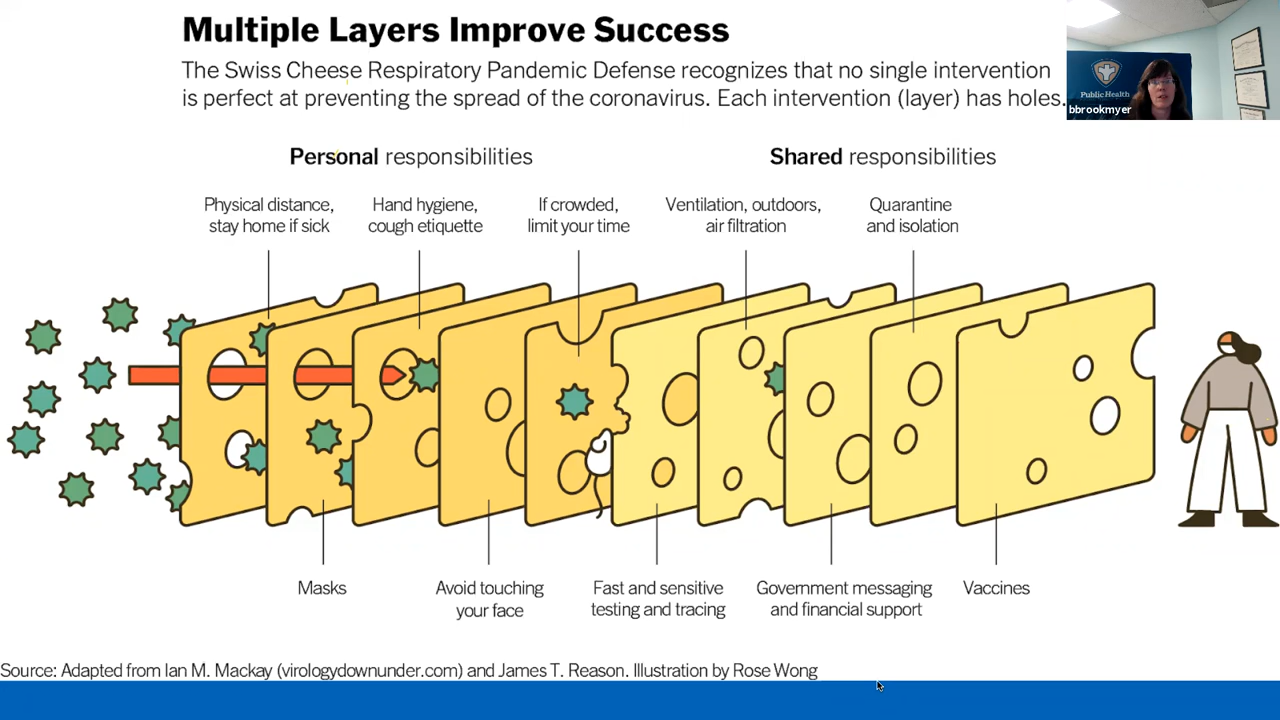 Multiple Layers Improve Success
The Swiss Cheese Respiratory Pandemic Defense recognizes that no single intervention
is perfect at preventing the spread of the coronavirus. Each intervention (layer) has holes.
Public Health
bbrookmyer
Personal responsibilities
Shared responsibilities
Physical distance,
stay home if sick
Hand hygiene,
cough etiquette
If crowded,
limit your time
Ventilation, outdoors,
air filtration
Quarantine
and isolation
Masks
Avoid touching
your face
Fast and sensitive
testing and tracing
Government messaging
and financial support
Vaccines
Source: Adapted from Ian M. Mackay (virologydownunder.com) and James T. Reason. Illustration by Rose Wong